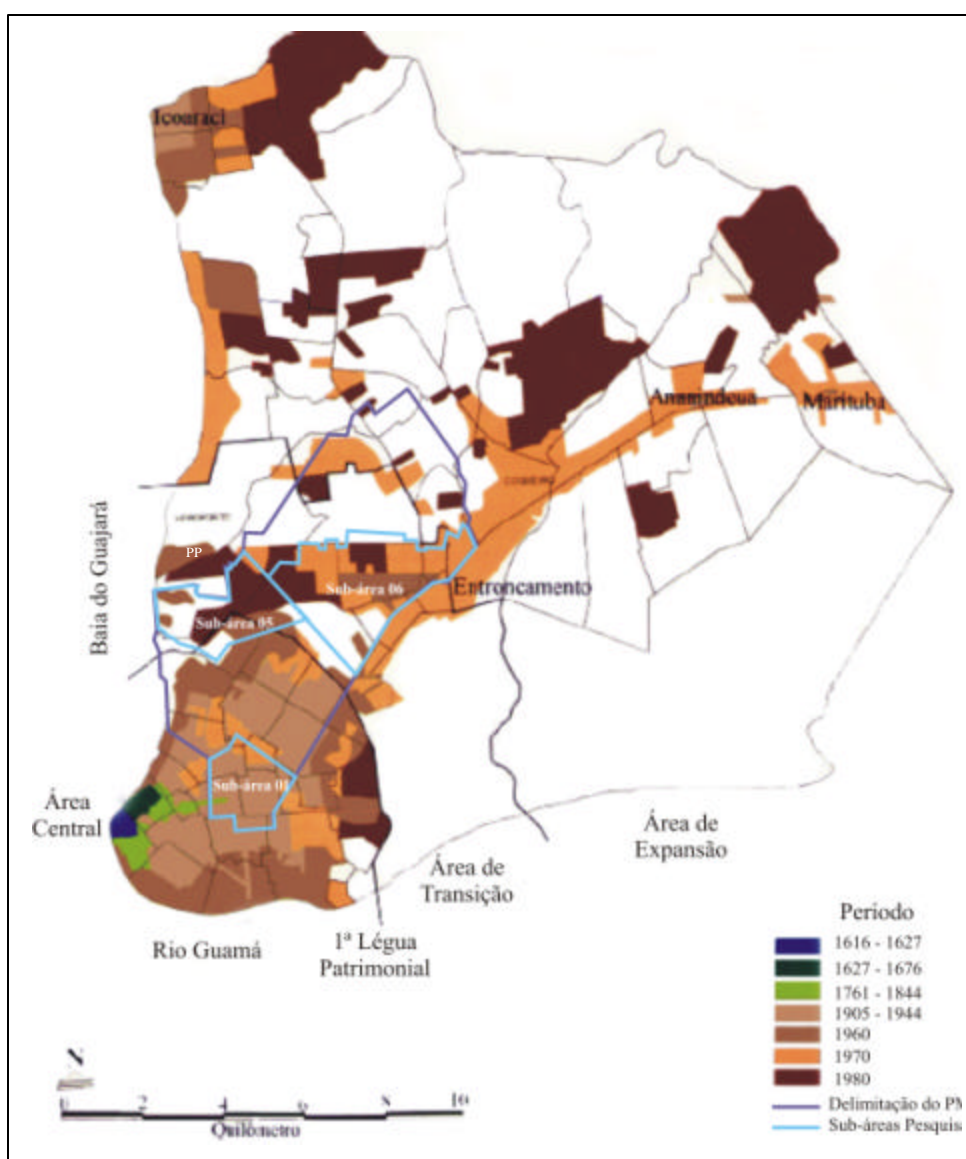 Icoaraci
Ananindeua
Marituba
Baia do Guajará
PP
Sub-área 06
Entroncamento
Sub-área 05
Sub-área 01
Área
Central
Área de
Expansão
Área de
Transição
Rio Guamá
1ª Légua
Patrimonial
Período
1616 - 1627
1627 - 1676
1761 - 1844
1905 - 1944
1960
1970
1980
Delimitação do PM
Sub-áreas Pesquisa
N
0 2 4 6 8 10
Quilômetro